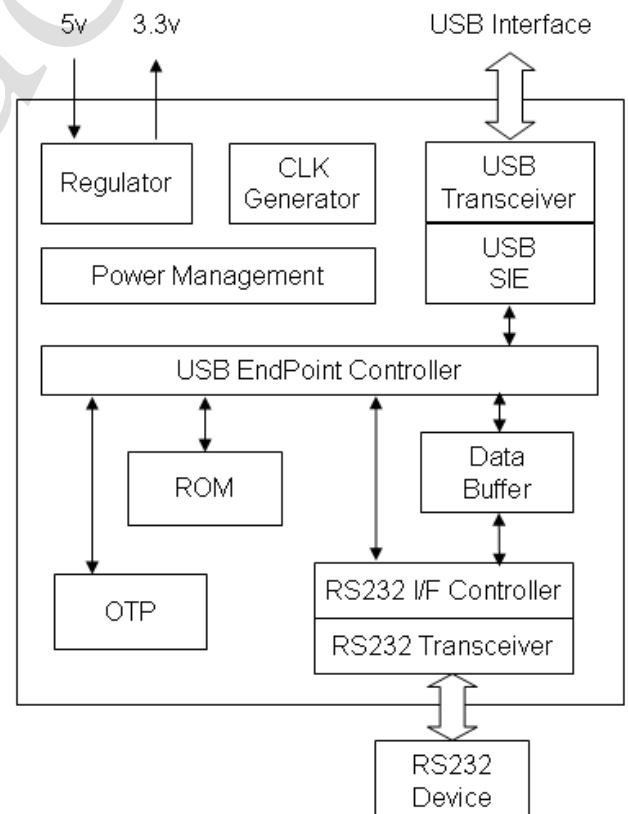 5v 3.3v USB Interface
Regulator
CLK
Generator
USB
Transceiver
Power Management
USB
SIE
USB EndPoint Controller
ROM
Data
Buffer
OTP
RS232 I/F Controller
RS232 Transceiver
RS232
Device